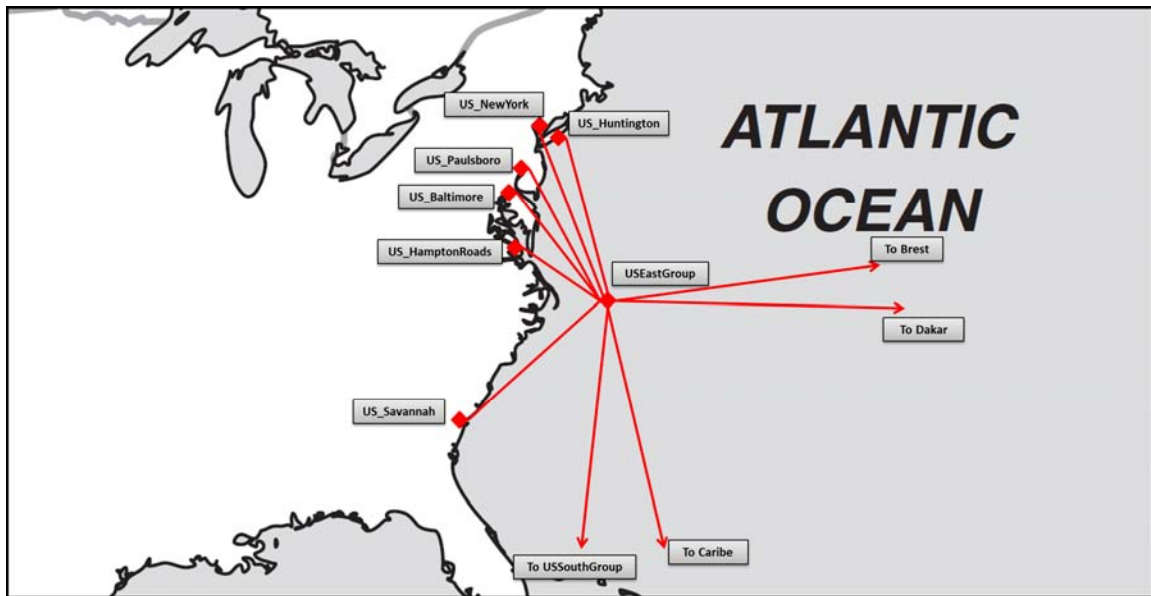 US_NewYork
US_Huntington
ATLANTIC
OCEAN
US_Paulsboro
US_Baltimore
US_HamptonRoads
To Brest
USEastGroup
To Dakar
US_Savannah
To USSouthGroup
To Caribe